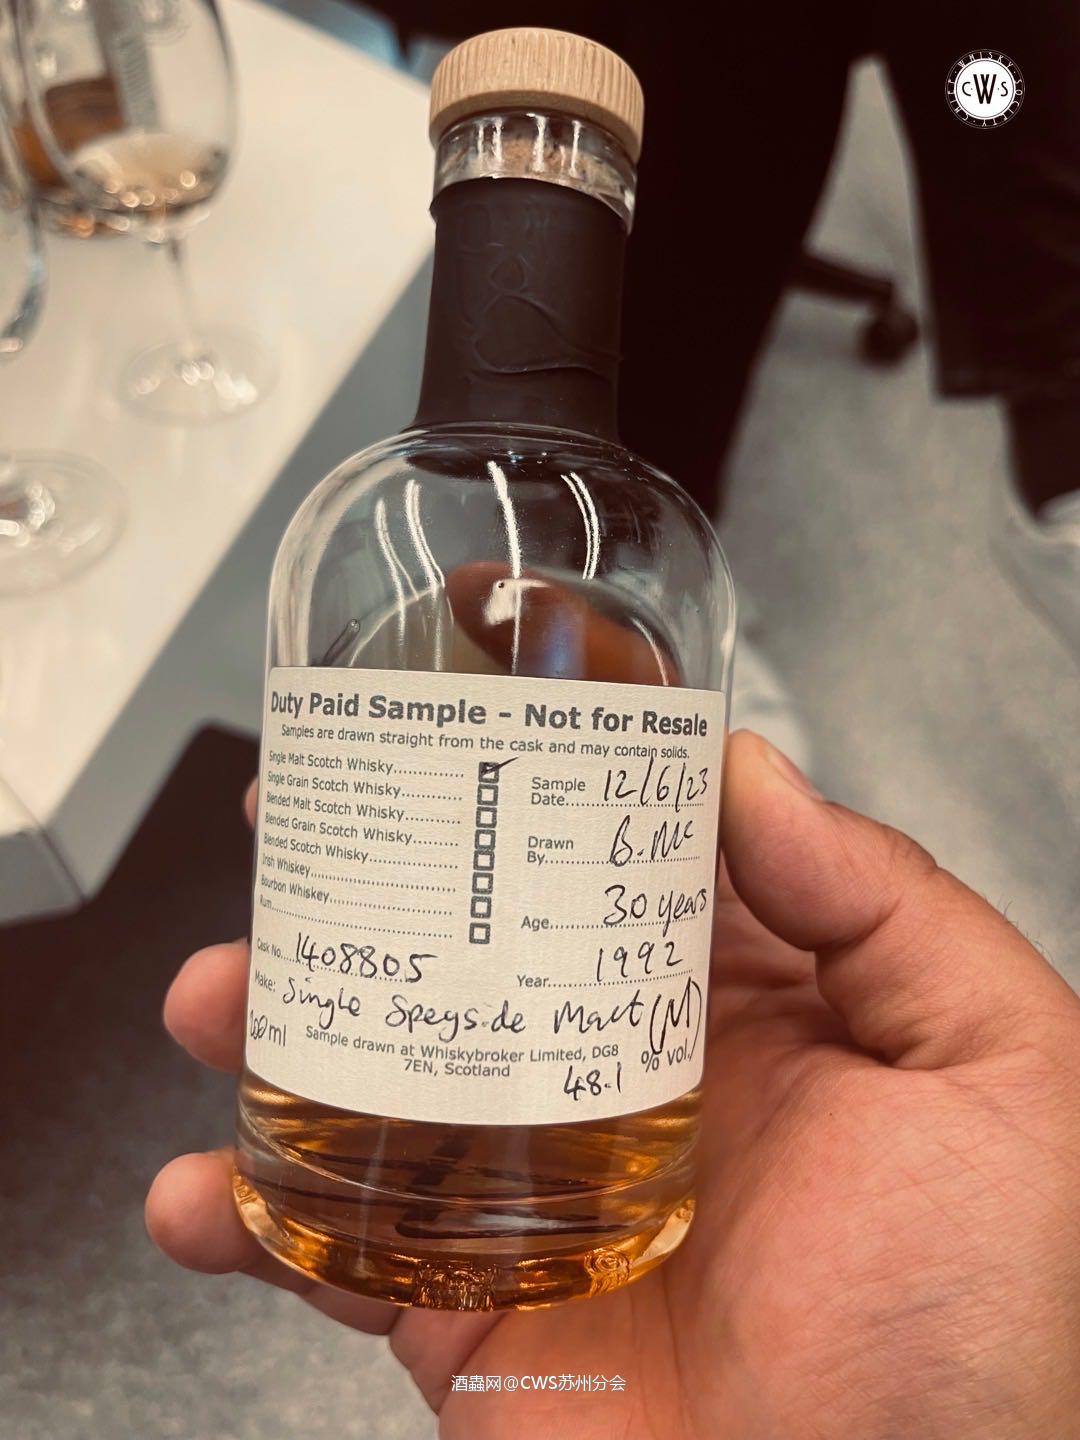 CHIEF WHISKY SOCIETY
C·W·S
Duty Paid Sample - Not for Resale
Samples are drawn straight from the cask and may contain solids.
Single Malt Scotch Whisky
Single Grain Scotch Whisky
Blended Malt Scotch Whisky
Blended Grain Scotch Whisky
Blended Scotch Whisky
Irish Whiskey
Bourbon Whiskey
Rum
Sample Date 12/6/23
Drawn By B. Mc
Age 30 years
Year 1992
Cask No. 1408805
Make: Single Speyside Malt (M)
200ml
Sample drawn at Whiskybroker Limited, DG8
7EN, Scotland
48.1 % vol.
酒蟲网@CWS苏州分会